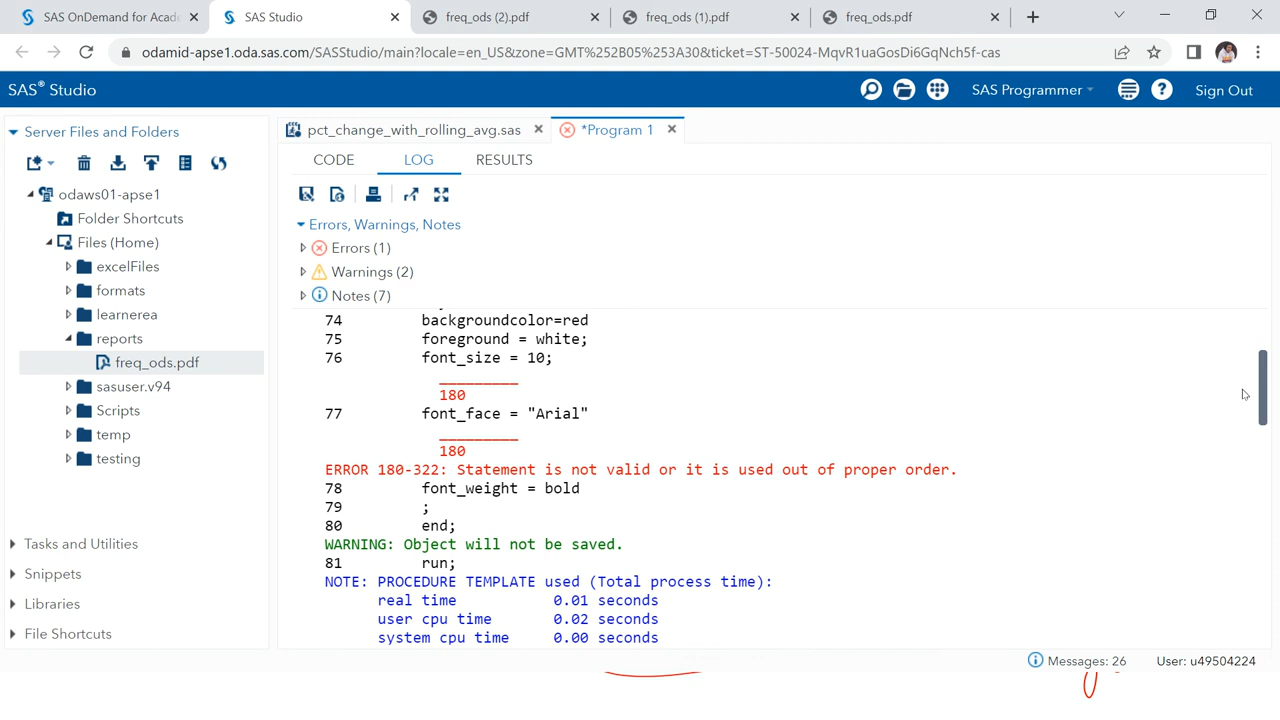 SAS OnDemand for Acade
SAS Studio
freq_ods (2).pdf
freq_ods (1).pdf
freq_ods.pdf
odamid-apse1.oda.sas.com/SASStudio/main?locale=en_US&zone=GMT%252B05%253A30&ticket=ST-50024-MqvR1uaGosDi6GqNch5f-cas
SAS® Studio
SAS Programmer
Sign Out
Server Files and Folders
odaws01-apse1
Folder Shortcuts
Files (Home)
excelFiles
formats
learnerea
reports
freq_ods.pdf
sasuser.v94
Scripts
temp
testing
Tasks and Utilities
Snippets
Libraries
File Shortcuts
pct_change_with_rolling_avg.sas
*Program 1
CODE
LOG
RESULTS
Errors, Warnings, Notes
Errors (1)
Warnings (2)
Notes (7)
74 backgroundcolor=red
75 foreground = white;
76 font_size = 10;
_________
180
77 font_face = "Arial"
_________
180
ERROR 180-322: Statement is not valid or it is used out of proper order.
78 font_weight = bold
79 ;
80 end;
WARNING: Object will not be saved.
81 run;
NOTE: PROCEDURE TEMPLATE used (Total process time):
real time 0.01 seconds
user cpu time 0.02 seconds
system cpu time 0.00 seconds
Messages: 26
User: u49504224